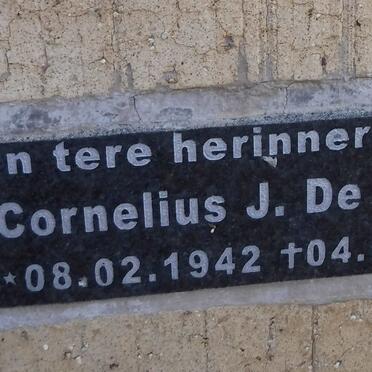 n tere herinner
Cornelius J. De
*08.02.1942 †04.